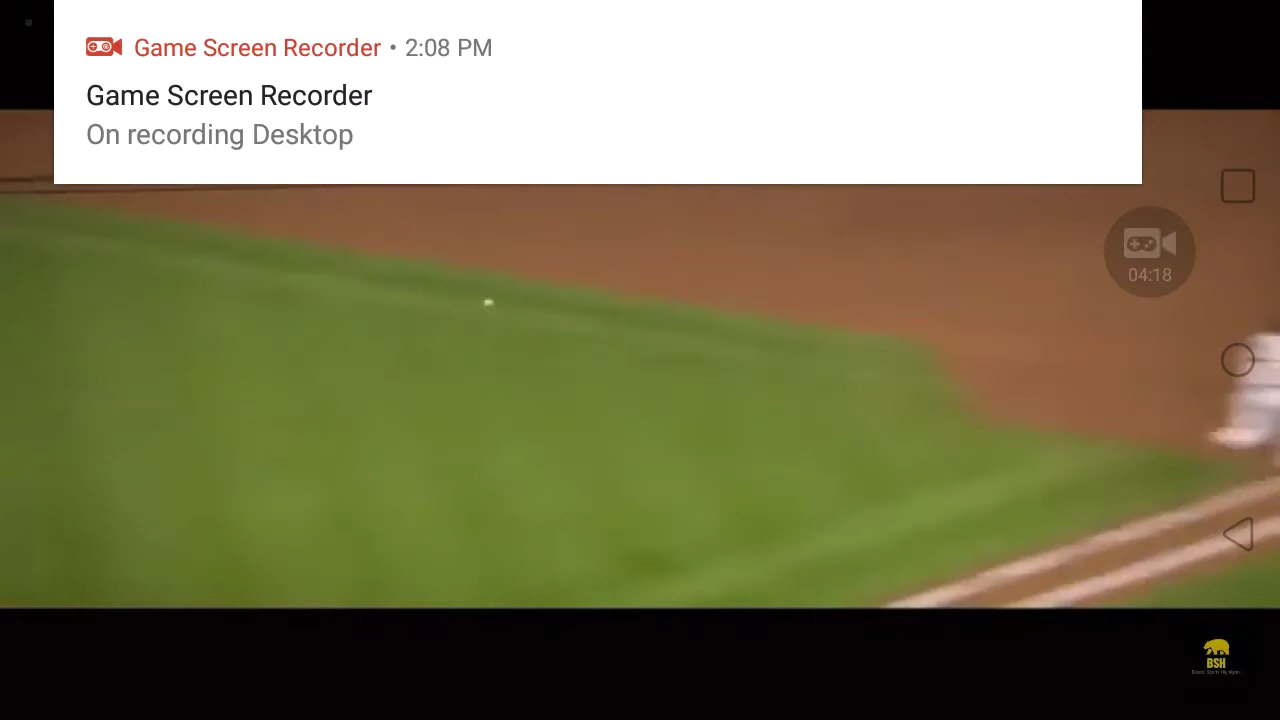 Game Screen Recorder • 2:08 PM
Game Screen Recorder
On recording Desktop
04:18
BSH